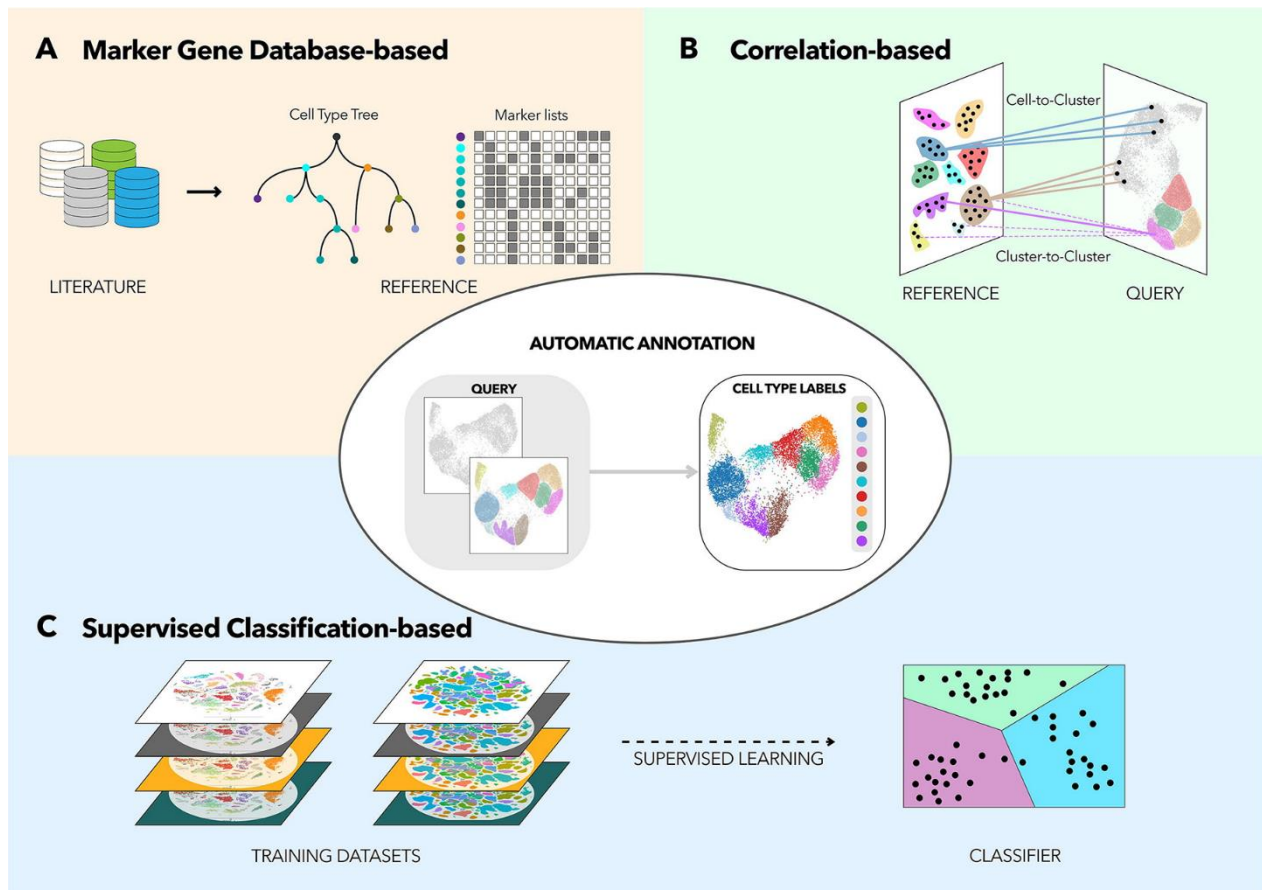 A Marker Gene Database-based
Cell Type Tree
Marker lists
LITERATURE
REFERENCE
B Correlation-based
Cell-to-Cluster
Cluster-to-Cluster
REFERENCE
QUERY
AUTOMATIC ANNOTATION
QUERY
CELL TYPE LABELS
C Supervised Classification-based
SUPERVISED LEARNING
TRAINING DATASETS
CLASSIFIER